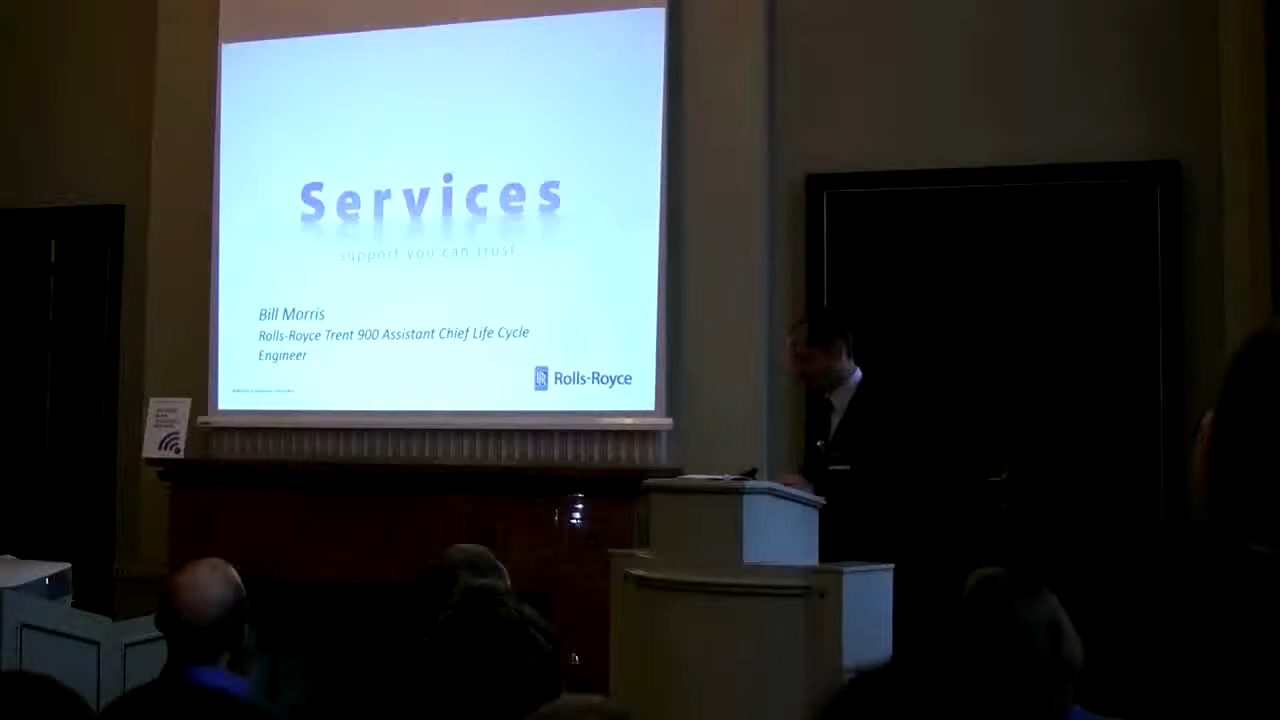 Services
support you can trust
Bill Morris
Rolls-Royce Trent 900 Assistant Chief Life Cycle
Engineer
Rolls-Royce